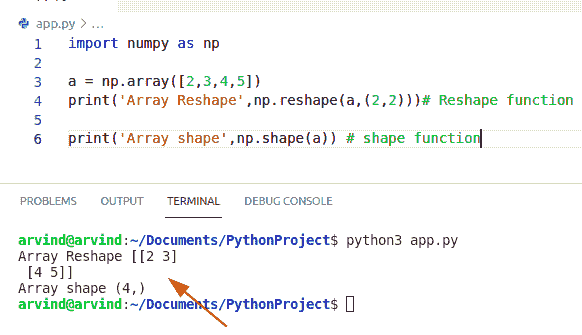 app.py > ...
1 import numpy as np
2
3 a = np.array([2,3,4,5])
4 print('Array Reshape',np.reshape(a,(2,2)))# Reshape function
5
6 print('Array shape',np.shape(a)) # shape function
PROBLEMS OUTPUT TERMINAL DEBUG CONSOLE
arvind@arvind:~/Documents/PythonProject$ python3 app.py
Array Reshape [[2 3]
 [4 5]]
Array shape (4,)
arvind@arvind:~/Documents/PythonProject$